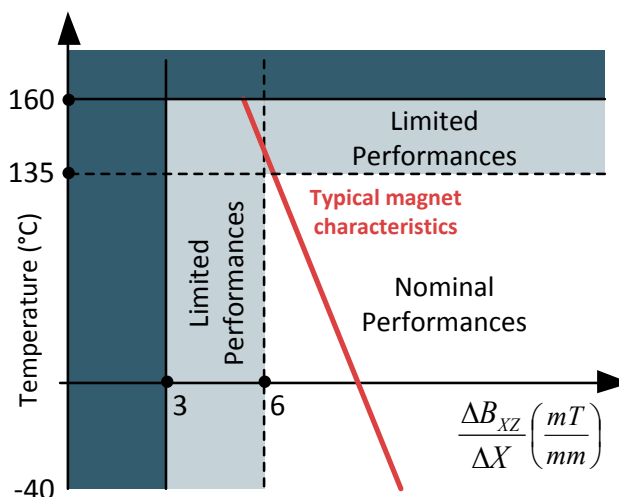 160
135
-40
Temperature (°C)
Limited
Performances
Limited
Performances
Typical magnet
characteristics
Nominal
Performances
3
6
ΔB_XZ
ΔX
(mT
mm)